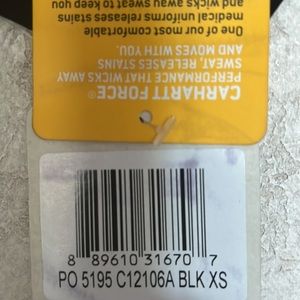 CARHARTT FORCE®
PERFORMANCE THAT WICKS AWAY
SWEAT, RELEASES STAINS
AND MOVES WITH YOU.
One of our most comfortable
medical uniforms releases stains
and wicks away sweat to keep you
8 89610 31670 7
PO 5195 C12106A BLK XS